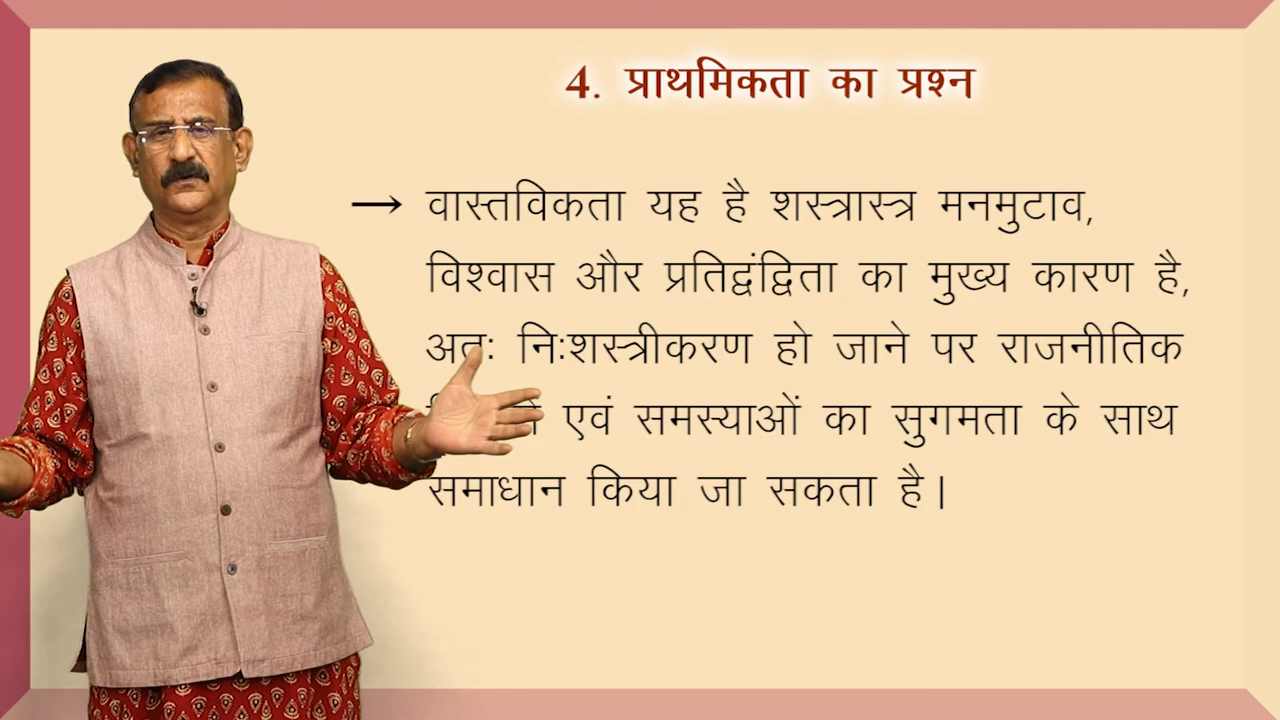 4. प्राथमिकता का प्रश्न
→ वास्तविकता यह है शस्त्रास्त्र मनमुटाव,
विश्वास और प्रतिद्वंद्विता का मुख्य कारण है,
अतः निःशस्त्रीकरण हो जाने पर राजनीतिक
एवं समस्याओं का सुगमता के साथ
समाधान किया जा सकता है।